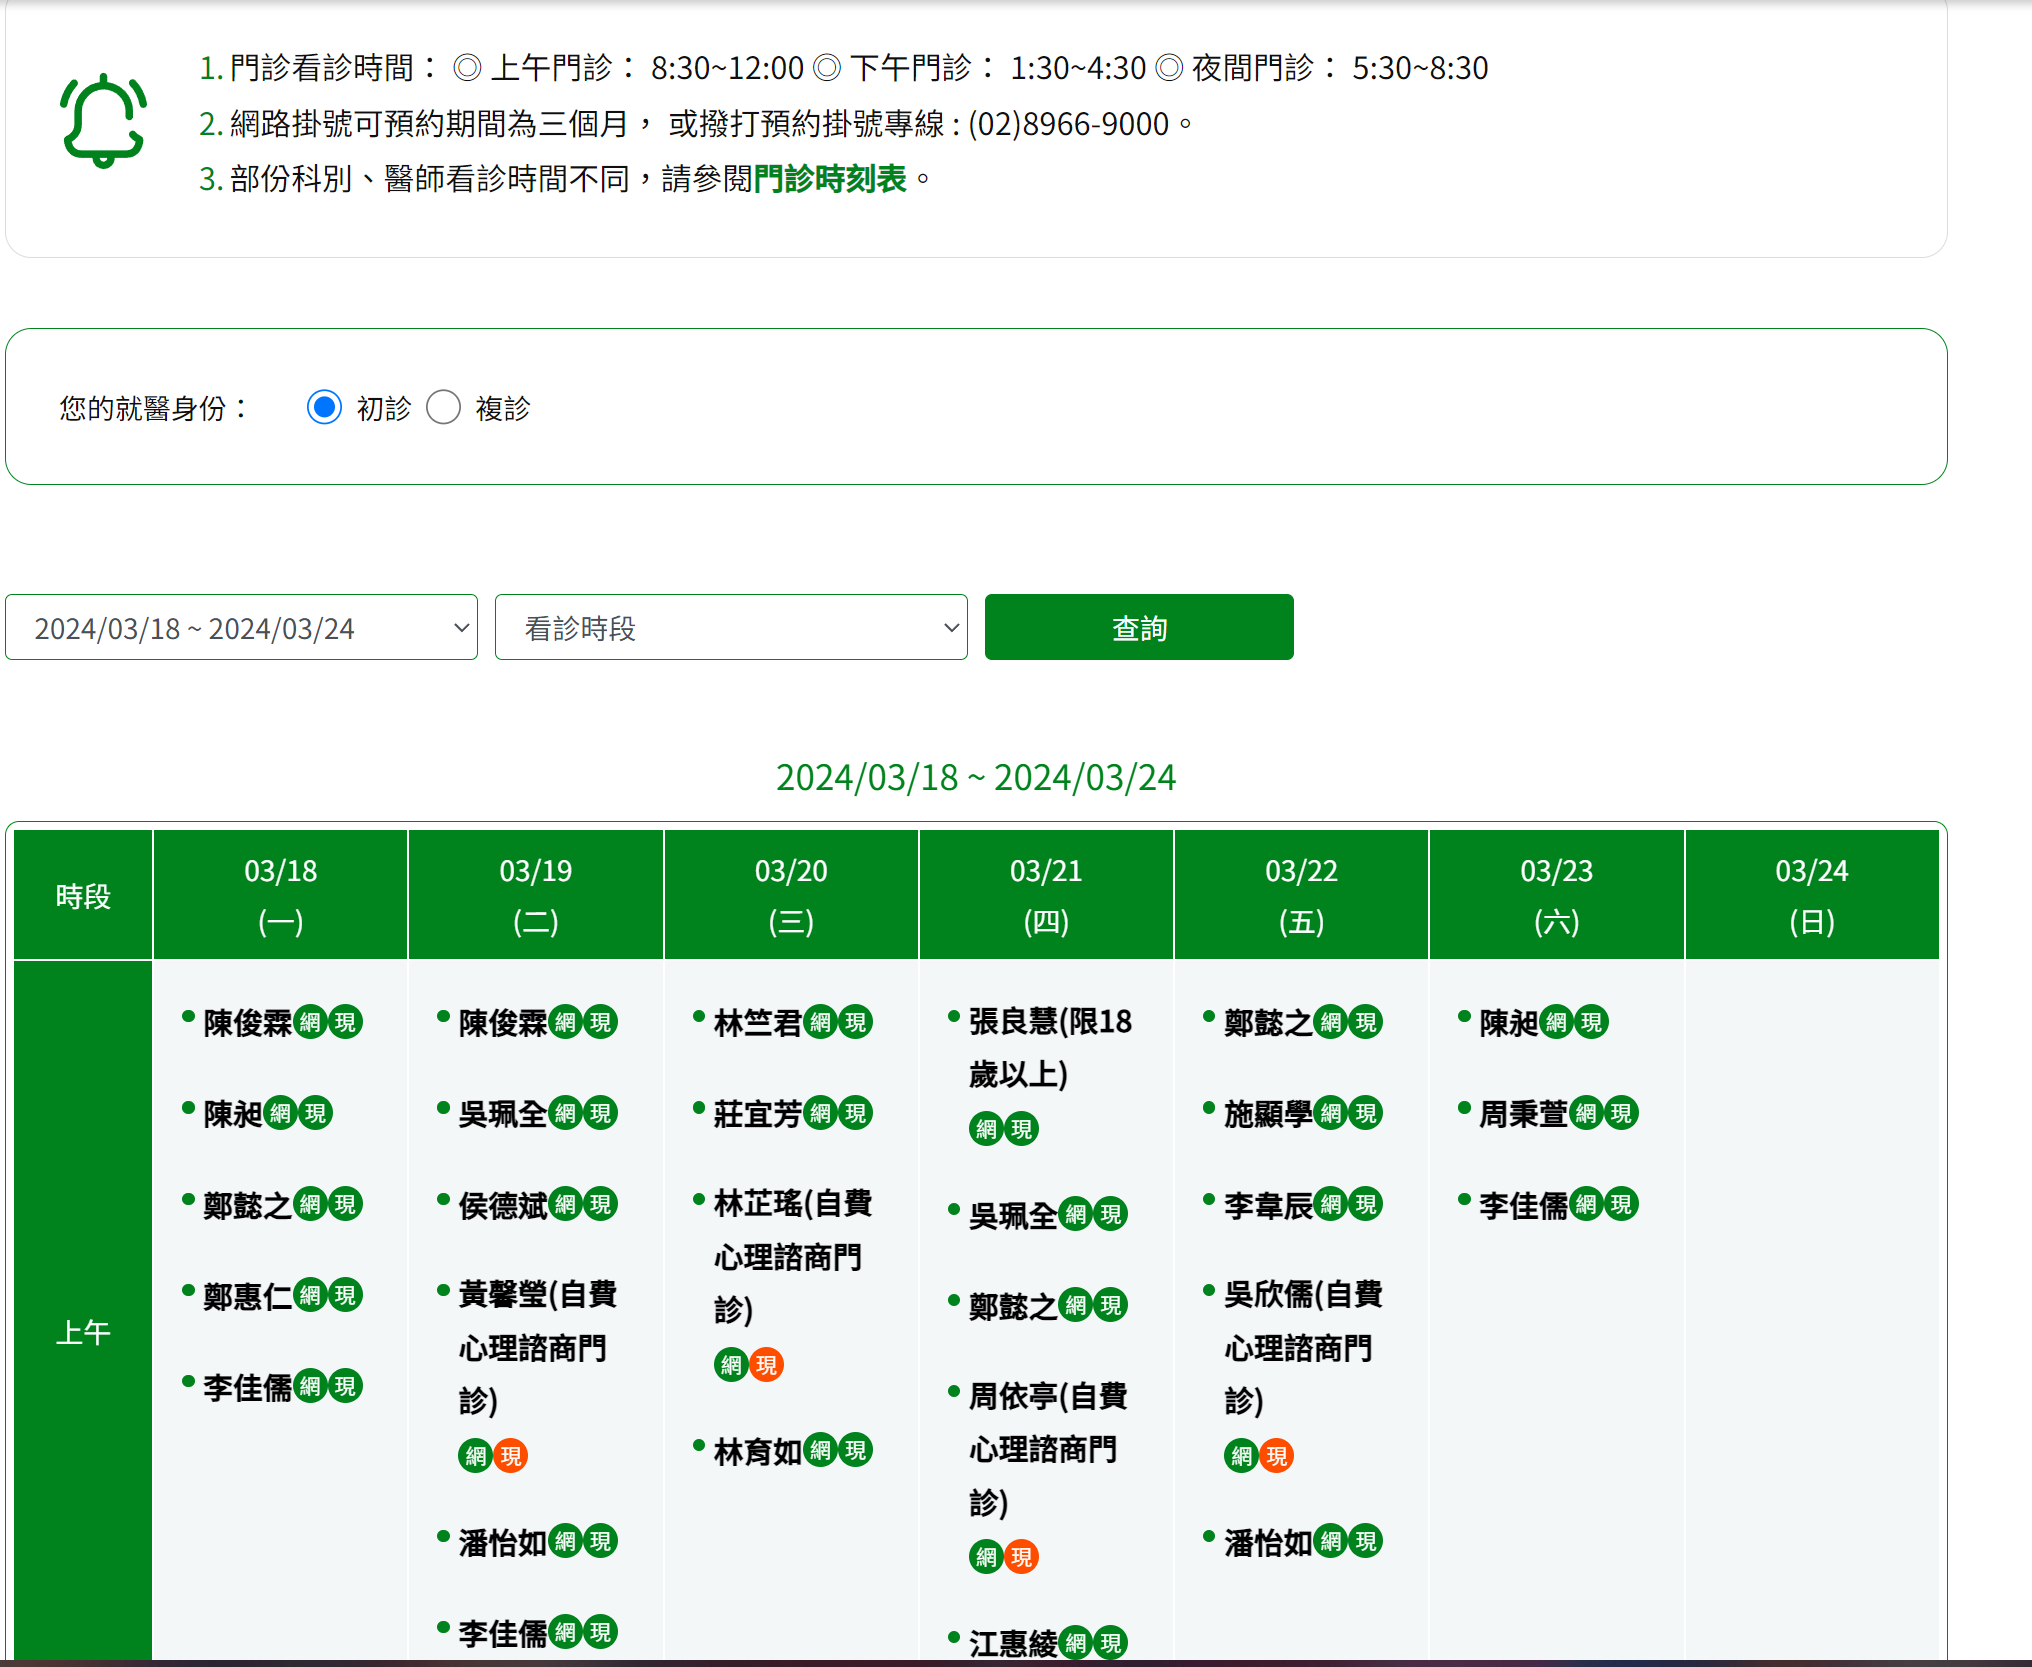 1. 門診看診時間： ◎ 上午門診： 8:30~12:00 ◎ 下午門診： 1:30~4:30 ◎ 夜間門診： 5:30~8:30
2. 網路掛號可預約期間為三個月， 或撥打預約掛號專線 : (02)8966-9000。
3. 部份科別、醫師看診時間不同，請參閱門診時刻表。
您的就醫身份： 初診 複診
2024/03/18 ~ 2024/03/24 看診時段 查詢
2024/03/18 ~ 2024/03/24
時段
03/18
(一)
03/19
(二)
03/20
(三)
03/21
(四)
03/22
(五)
03/23
(六)
03/24
(日)
上午
陳俊霖網現
陳昶網現
鄭懿之網現
鄭惠仁網現
李佳儒網現
陳俊霖網現
吳珮全網現
侯德斌網現
黃馨瑩(自費
心理諮商門
診)
網現
潘怡如網現
李佳儒網現
林竺君網現
莊宜芳網現
林芷瑤(自費
心理諮商門
診)
網現
林育如網現
張良慧(限18
歲以上)
網現
吳珮全網現
鄭懿之網現
周依亭(自費
心理諮商門
診)
網現
江惠綾網現
鄭懿之網現
施顯學網現
李韋辰網現
吳欣儒(自費
心理諮商門
診)
網現
潘怡如網現
陳昶網現
周秉萱網現
李佳儒網現